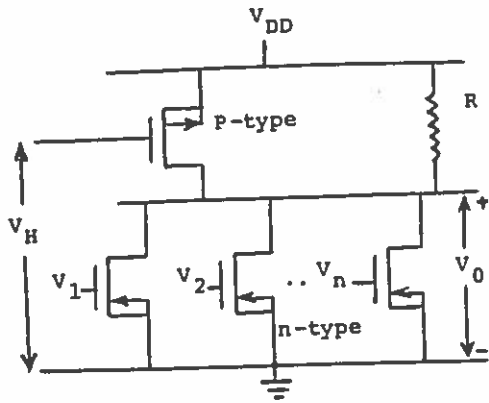 V_DD
R
p-type
V_H
V_1
V_2
..
V_n
n-type
+
V_0
-